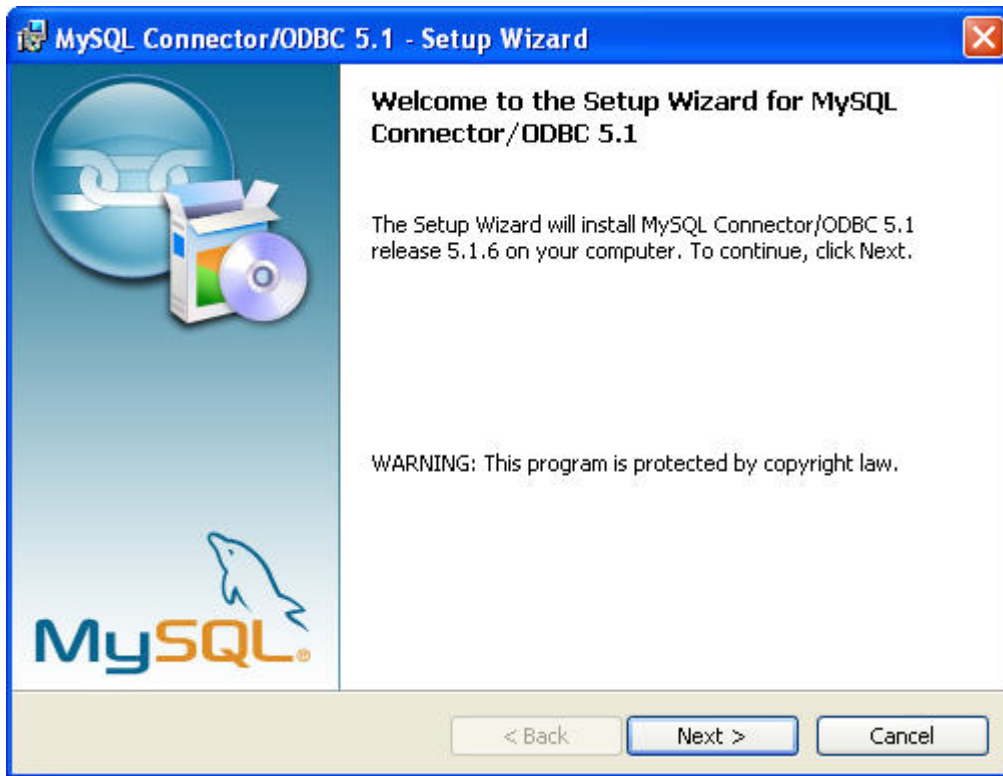 MySQL Connector/ODBC 5.1 - Setup Wizard
Welcome to the Setup Wizard for MySQL
Connector/ODBC 5.1
The Setup Wizard will install MySQL Connector/ODBC 5.1
release 5.1.6 on your computer. To continue, click Next.
WARNING: This program is protected by copyright law.
MySQL®
< Back
Next >
Cancel